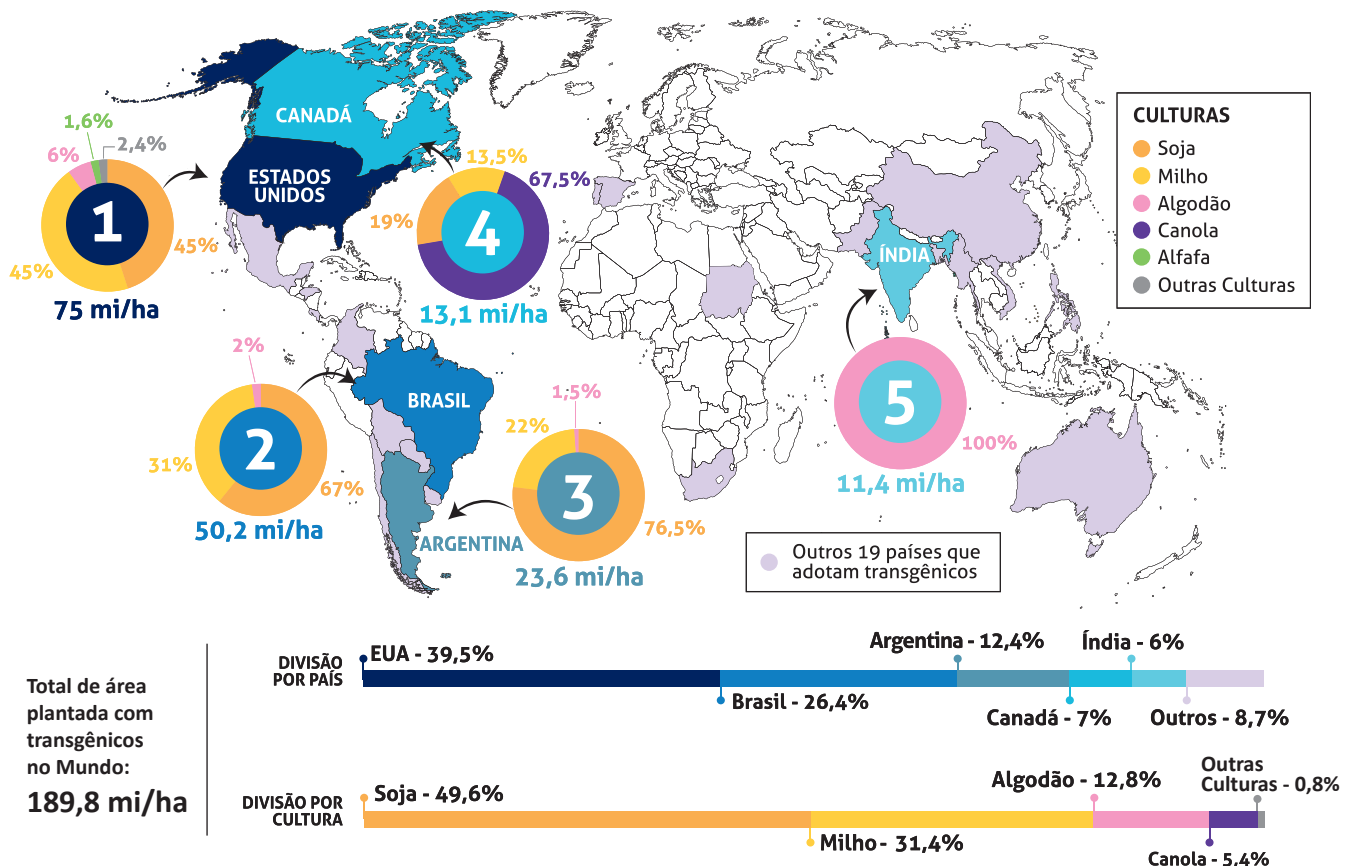 CANADÁ
ESTADOS
UNIDOS
1,6%
2,4%
6%
45%
45%
1
75 mi/ha
13,5%
67,5%
19%
4
13,1 mi/ha
CULTURAS
Soja
Milho
Algodão
Canola
Alfafa
Outras Culturas
ÍNDIA
5
100%
11,4 mi/ha
2%
31%
67%
2
50,2 mi/ha
BRASIL
1,5%
22%
76,5%
3
ARGENTINA
23,6 mi/ha
Outros 19 países que
adotam transgênicos
Total de área
plantada com
transgênicos
no Mundo:
189,8 mi/ha
DIVISÃO
POR PAÍS
EUA - 39,5%
Brasil - 26,4%
Argentina - 12,4%
Canadá - 7%
Índia - 6%
Outros - 8,7%
DIVISÃO POR
CULTURA
Soja - 49,6%
Milho - 31,4%
Algodão - 12,8%
Canola - 5,4%
Outras
Culturas - 0,8%